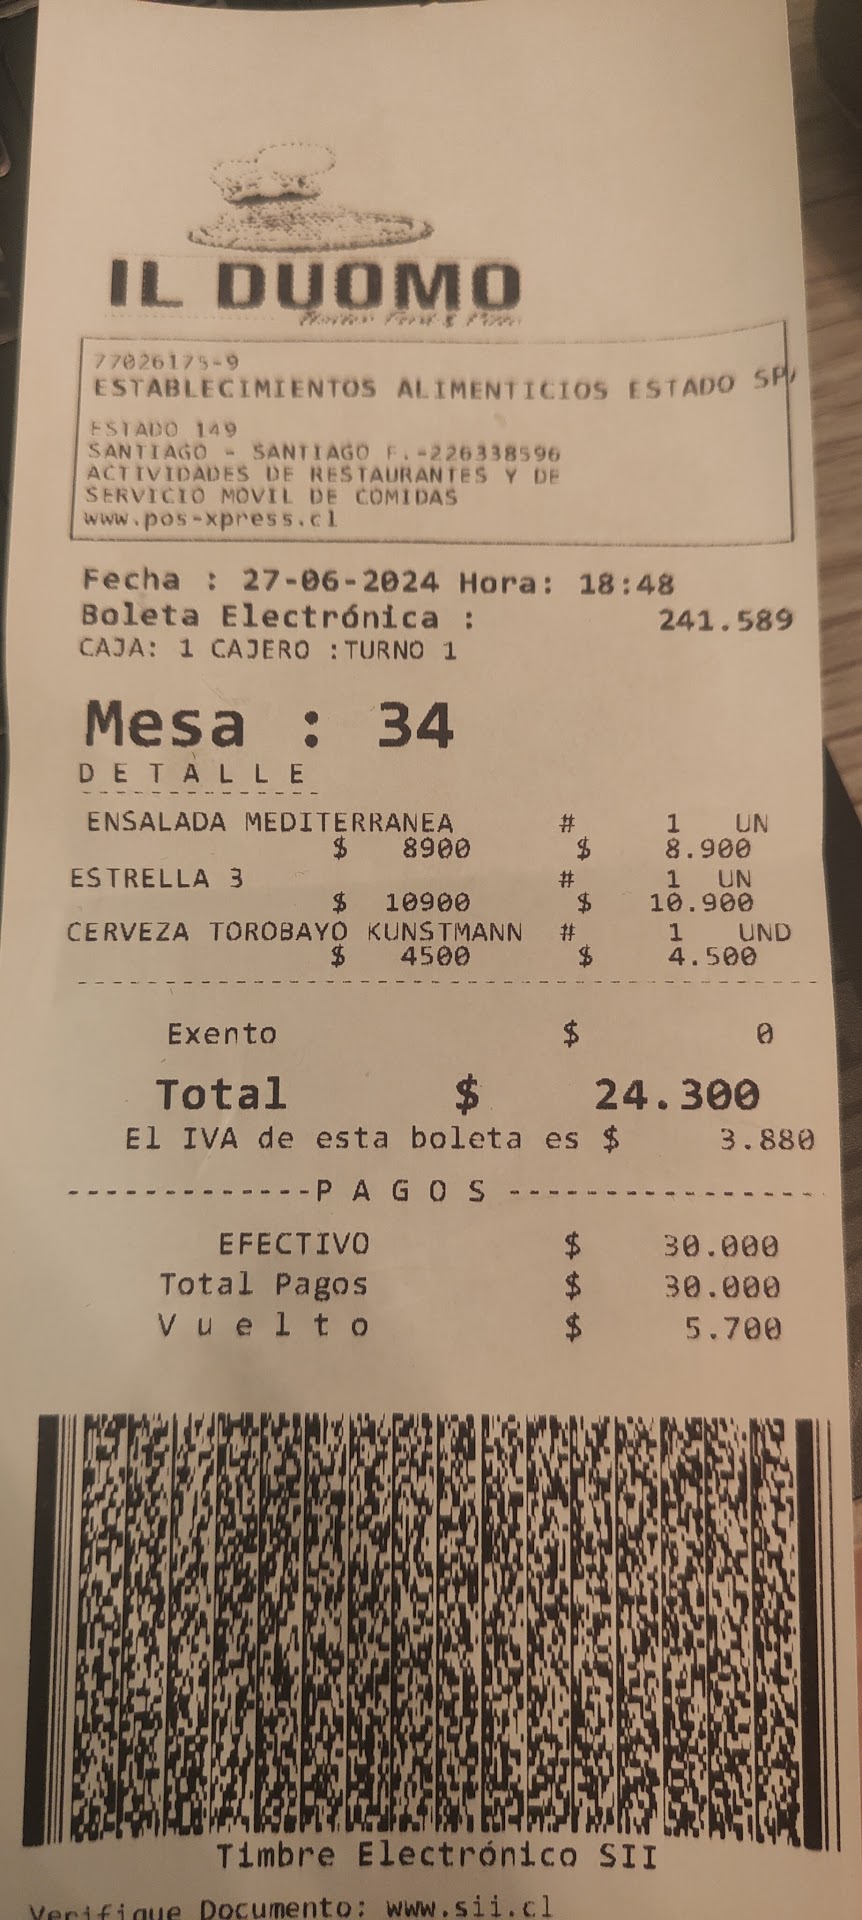 IL DUOMO
77026175-9
ESTABLECIMIENTOS ALIMENTICIOS ESTADO SP
ESTADO 149
SANTIAGO - SANTIAGO F.-226338596
ACTIVIDADES DE RESTAURANTES Y DE
SERVICIO MOVIL DE COMIDAS
www.pos-xpress.cl
Fecha : 27-06-2024 Hora: 18:48
Boleta Electrónica : 241.589
CAJA: 1 CAJERO :TURNO 1
Mesa : 34
D E T A L L E
ENSALADA MEDITERRANEA # 1 UN
$ 8900 $ 8.900
ESTRELLA 3 # 1 UN
$ 10900 $ 10.900
CERVEZA TOROBAYO KUNSTMANN # 1 UND
$ 4500 $ 4.500
Exento $ 0
Total $ 24.300
El IVA de esta boleta es $ 3.880
-------------P A G O S ----------------
EFECTIVO $ 30.000
Total Pagos $ 30.000
V u e l t o $ 5.700
Timbre Electrónico SII
Verifique Documento: www.sii.cl